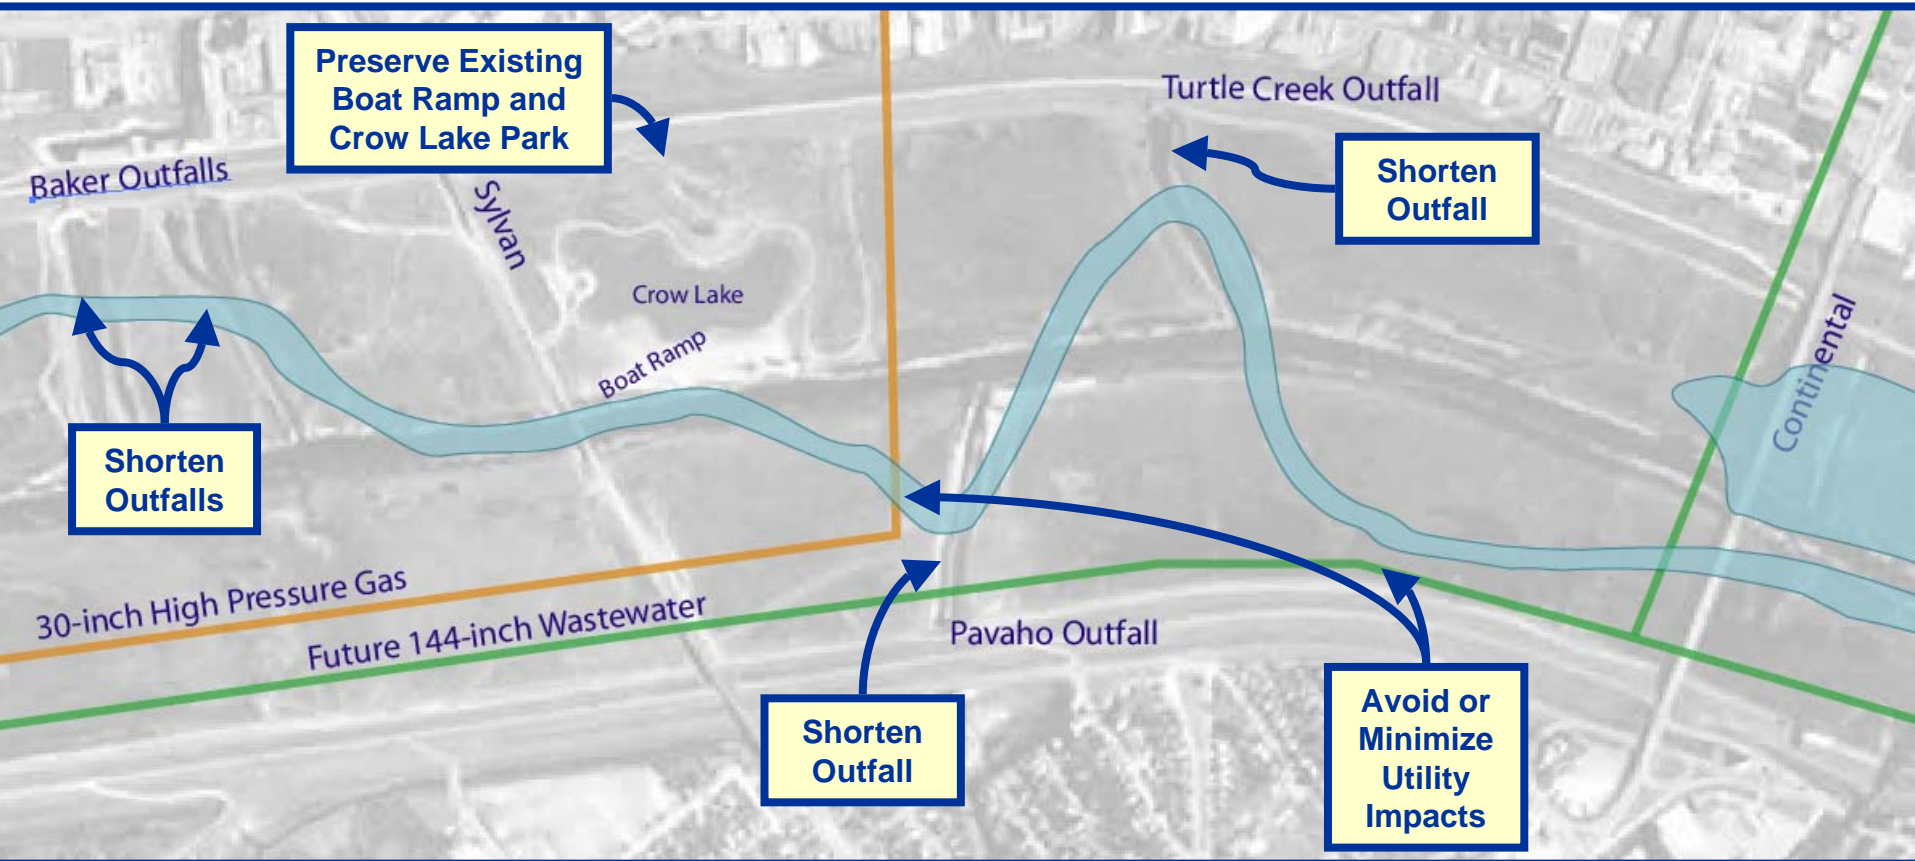 Preserve Existing
Boat Ramp and
Crow Lake Park
Turtle Creek Outfall
Shorten
Outfall
Baker Outfalls
Sylvan
Crow Lake
Boat Ramp
Continental
Shorten
Outfalls
30-inch High Pressure Gas
Future 144-inch Wastewater
Pavaho Outfall
Shorten
Outfall
Avoid or
Minimize
Utility
Impacts